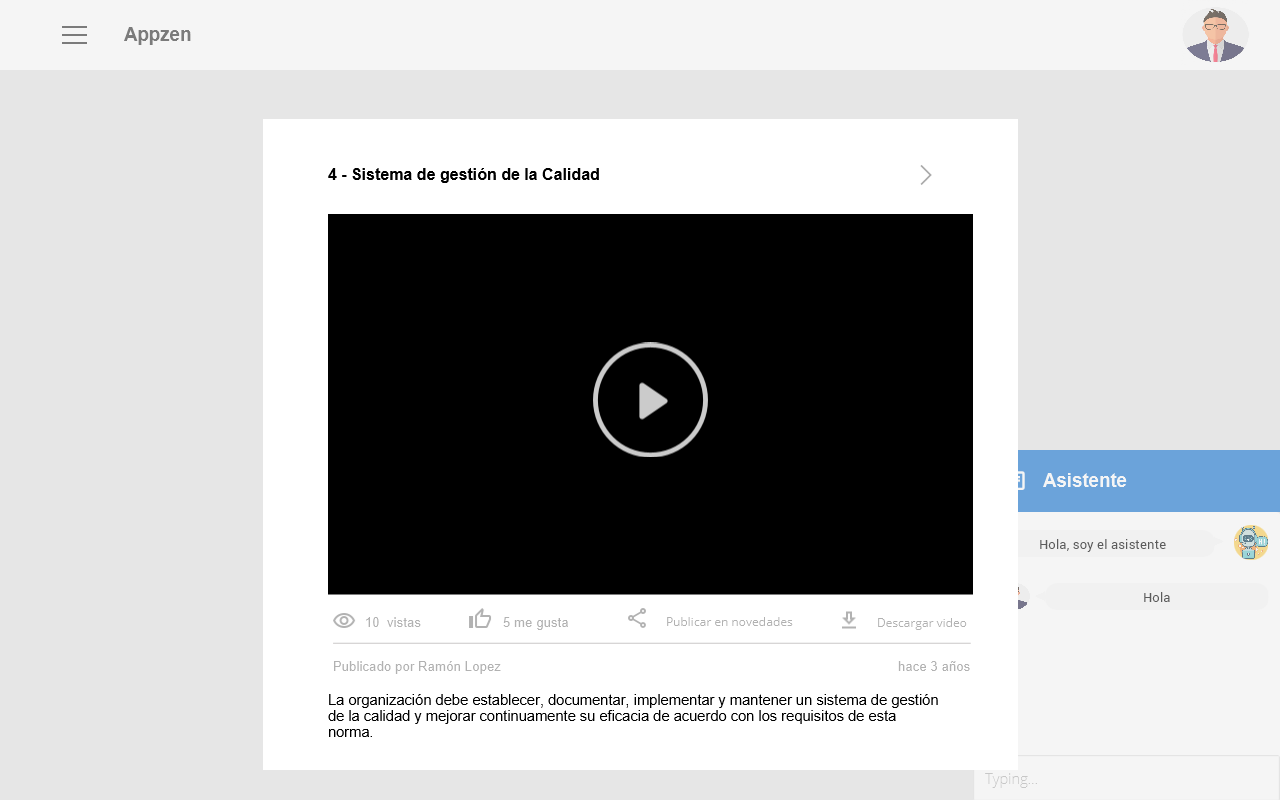 Appzen
4 - Sistema de gestión de la Calidad
10 vistas
5 me gusta
Publicar en novedades
Descargar video
Publicado por Ramón Lopez
hace 3 años
La organización debe establecer, documentar, implementar y mantener un sistema de gestión
de la calidad y mejorar continuamente su eficacia de acuerdo con los requisitos de esta
norma.
Asistente
Hola, soy el asistente
Hola
Typing...